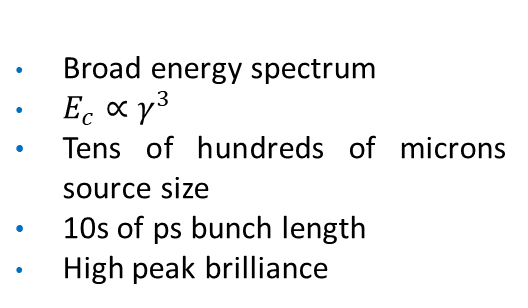 • Broad energy spectrum
• E_c ∝ γ³
• Tens of hundreds of microns
source size
• 10s of ps bunch length
• High peak brilliance